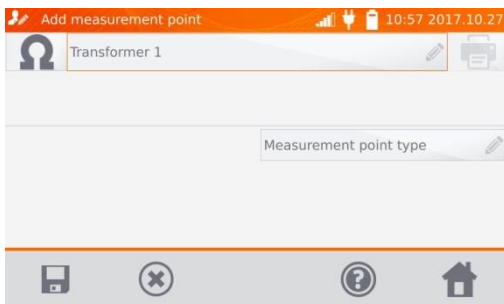 Add measurement point 10:57 2017.10.27
Transformer 1
Measurement point type